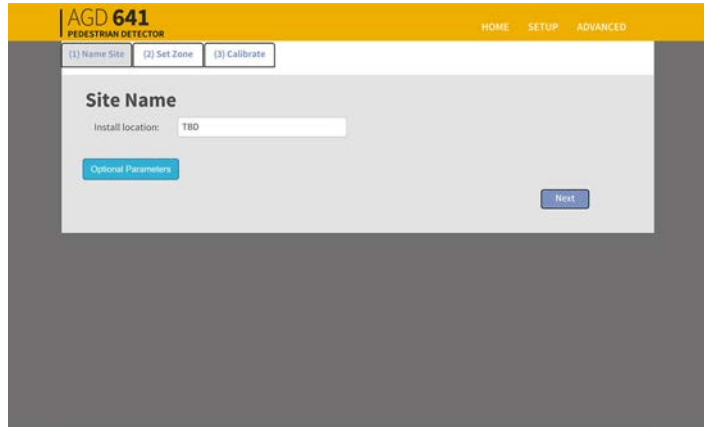 AGD 641
PEDESTRIAN DETECTOR
HOME SETUP ADVANCED
(1) Name Site (2) Set Zone (3) Calibrate
Site Name
Install location: TBD
Optional Parameters
Next